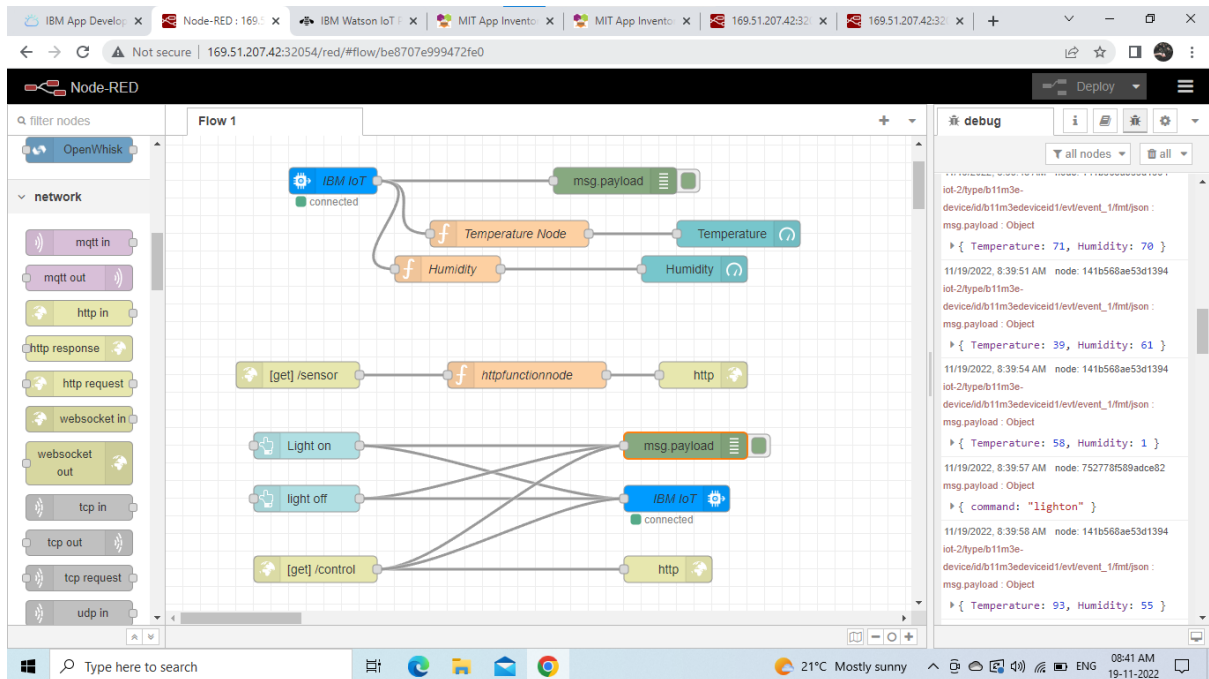 IBM App Develop
Node-RED : 169.5
IBM Watson IoT P
MIT App Invento
MIT App Invento
169.51.207.42:32
169.51.207.42:32
Not secure
169.51.207.42:32054/red/#flow/be8707e999472fe0
Node-RED
Deploy
filter nodes
Flow 1
debug
OpenWhisk
all nodes
all
network
mqtt in
mqtt out
http in
http response
http request
websocket in
websocket
out
tcp in
tcp out
tcp request
udp in
IBM IoT
connected
msg.payload
Temperature Node
Temperature
Humidity
Humidity
[get] /sensor
httpfunctionnode
http
Light on
msg.payload
light off
IBM IoT
connected
[get] /control
http
iot-2/type/b11m3e-
device/id/b11m3edeviceid1/evt/event_1/fmt/json :
msg.payload : Object
{ Temperature: 71, Humidity: 70 }
11/19/2022, 8:39:51 AM node: 141b568ae53d1394
iot-2/type/b11m3e-
device/id/b11m3edeviceid1/evt/event_1/fmt/json :
msg.payload : Object
{ Temperature: 39, Humidity: 61 }
11/19/2022, 8:39:54 AM node: 141b568ae53d1394
iot-2/type/b11m3e-
device/id/b11m3edeviceid1/evt/event_1/fmt/json :
msg.payload : Object
{ Temperature: 58, Humidity: 1 }
11/19/2022, 8:39:57 AM node: 752778f589adce82
msg.payload : Object
{ command: "lighton" }
11/19/2022, 8:39:58 AM node: 141b568ae53d1394
iot-2/type/b11m3e-
device/id/b11m3edeviceid1/evt/event_1/fmt/json :
msg.payload : Object
{ Temperature: 93, Humidity: 55 }
Type here to search
21°C Mostly sunny
ENG
08:41 AM
19-11-2022